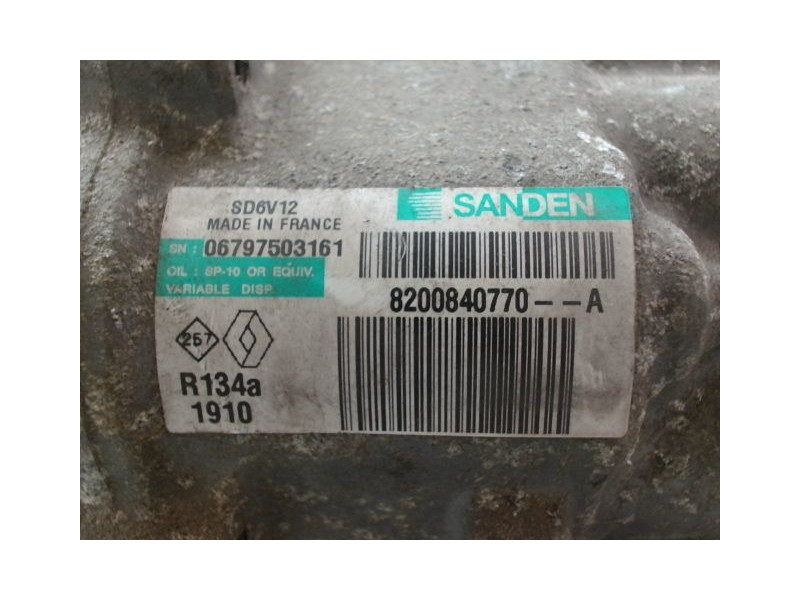 SD6V12
MADE IN FRANCE
SANDEN
SN : 06797503161
OIL : SP-10 OR EQUIV.
VARIABLE DISP.
8200840770--A
257
R134a
1910